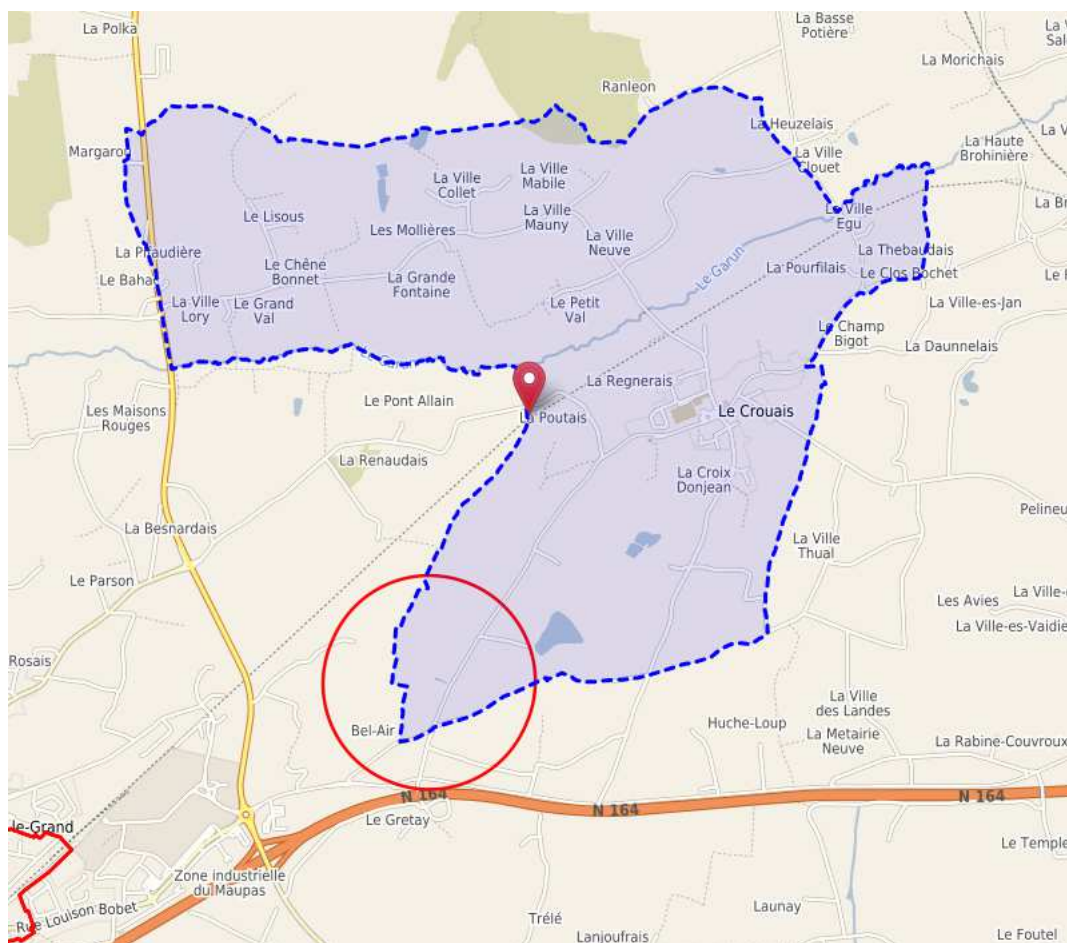 La Polka
La Basse
Potière
La Morichais
Ranleon
La Heuzelais
La Haute
Brohinière
Margarot
La Ville
Clouet
La Ville
Collet
La Ville
Mabile
Le Lisous
La Ville
Mauny
La Ville
Egu
Les Mollières
La Ville
Neuve
La Thebaudais
La Phaudière
Le Chêne
Bonnet
La Grande
Fontaine
Le Garun
La Pourfilais
Le Clos Bochet
La Ville
Lory
Le Grand
Val
Le Petit
Val
La Ville-es-Jan
Le Champ
Bigot
La Daunnelais
La Regnerais
Le Pont Allain
Les Maisons
Rouges
La Poutais
Le Crouais
La Renaudais
La Croix
Donjean
La Besnardais
La Ville
Thual
Le Parson
Les Avies
La Ville-es-Vaidie
Rosais
La Ville
des Landes
Bel-Air
Huche-Loup
La Metairie
Neuve
La Rabine-Couvroux
N 164
N 164
N 164
Le Gretay
le-Grand
Le Temple
Zone industrielle
du Maupas
Rue Louison Bobet
Trélé
Launay
Lanjoufrais
Le Foutel